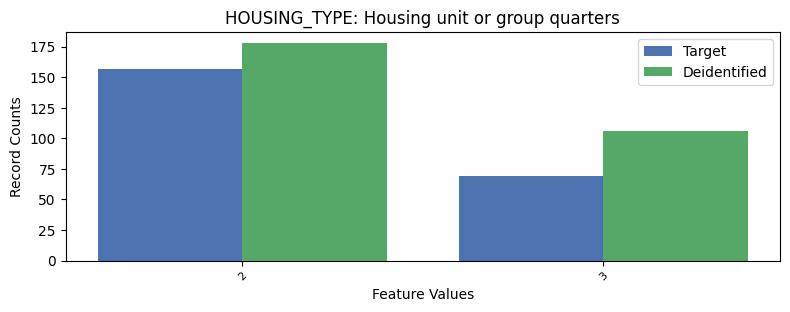 HOUSING_TYPE: Housing unit or group quarters
Target
Deidentified
Record Counts
175
150
125
100
75
50
25
0
2
3
Feature Values